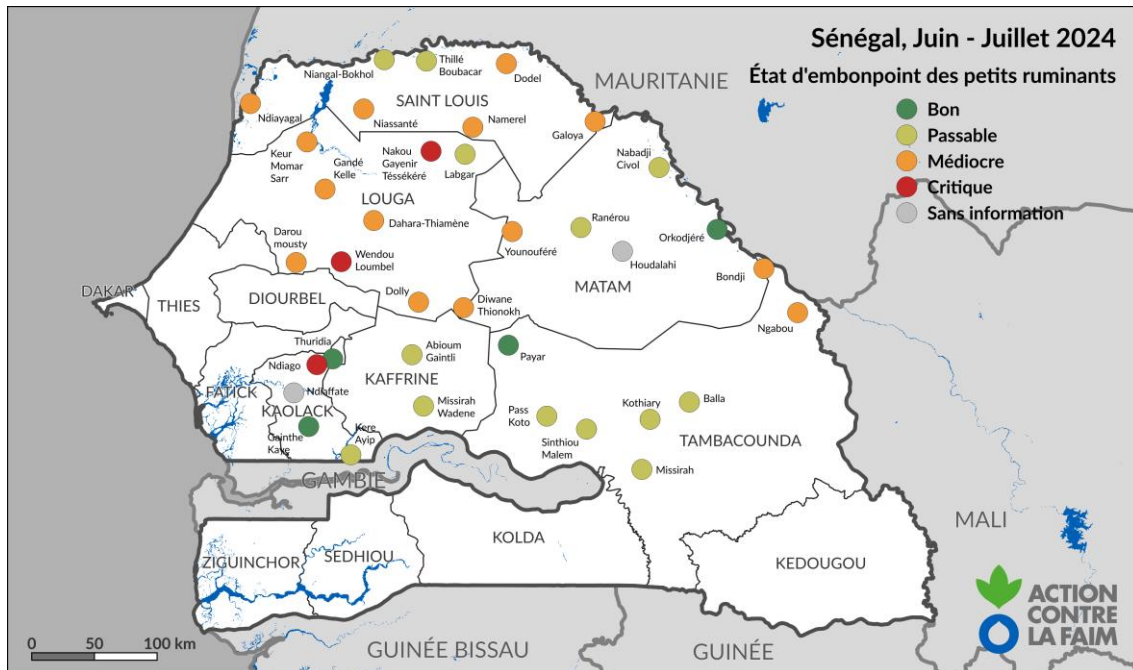 Sénégal, Juin - Juillet 2024
État d'embonpoint des petits ruminants
Bon
Passable
Médiocre
Critique
Sans information
MAURITANIE
Niangal-Bokhol
Thillé
Boubacar
Dodel
SAINT LOUIS
Ndiayagal
Niassanté
Namerel
Galoya
Keur
Momar
Sarr
Gandé
Kelle
Nakou
Gayenir
Téssékéré
Labgar
Nabadji
Civol
LOUGA
Dahara-Thiamène
Ranérou
Younouféré
Orkodjéré
Houdalahi
Darou
mousty
Wendou
Loumbel
Bondji
MATAM
DAKAR
THIES
DIOURBEL
Dolly
Diwane
Thionokh
Ngabou
Thuridia
Ndiago
Abioum
Gaintli
Payar
KAFFRINE
FATICK
Ndiaffate
KAOLACK
Missirah
Wadene
Pass
Koto
Kothiary
Balla
Gainthe
Kaye
Kere
Ayip
Sinthiou
Malem
TAMBACOUNDA
Missirah
GAMBIE
MALI
KOLDA
ZIGUINCHOR
SEDHIOU
KEDOUGOU
ACTION
CONTRE
LA FAIM
0 50 100 km
GUINÉE BISSAU
GUINÉE